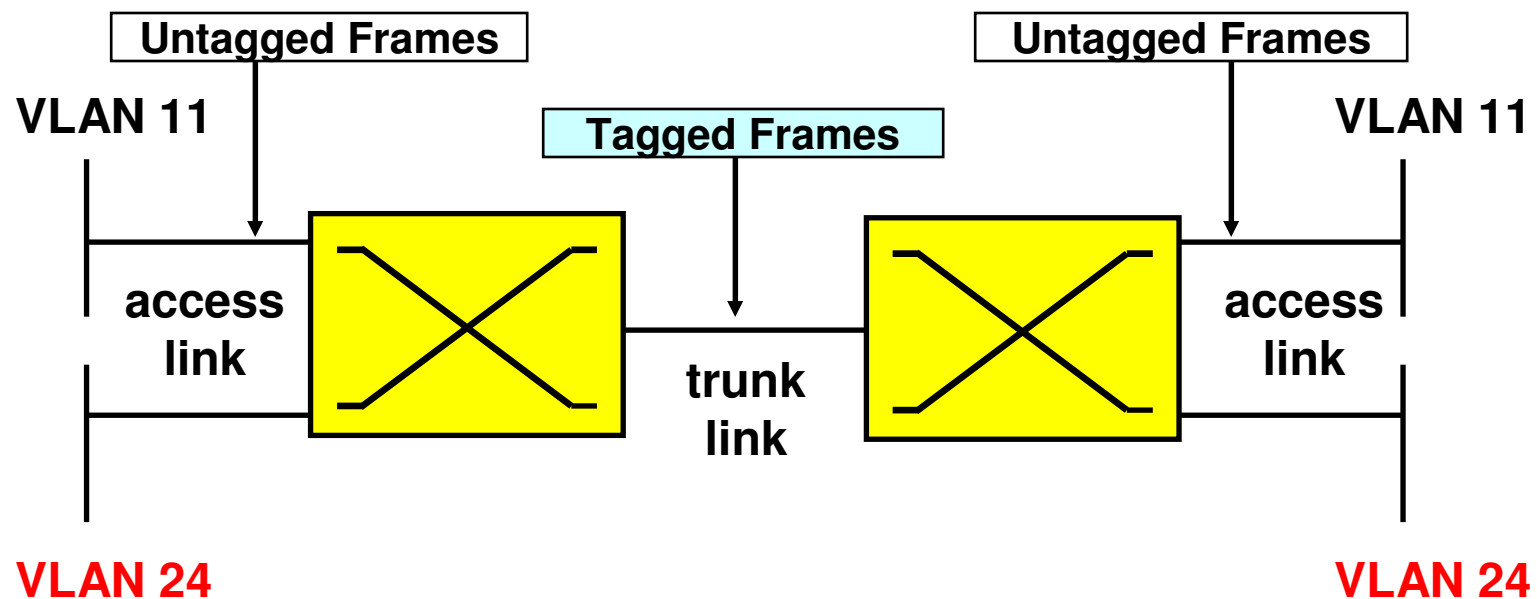 Untagged Frames
Untagged Frames
VLAN 11
Tagged Frames
VLAN 11
access
link
trunk
link
access
link
VLAN 24
VLAN 24